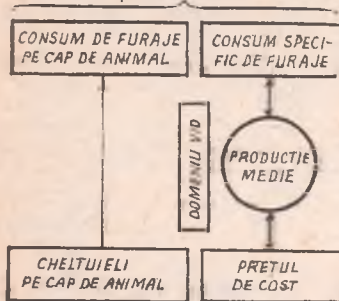 CONSUM DE FURAJE
PE CAP DE ANIMAL
CONSUM SPECI-
FIC DE FURAJE
DOMENIU VID
PRODUCTIE
MEDIE
CHELTUIELI
PE CAP DE ANIMAL
PRETUL
DE COST